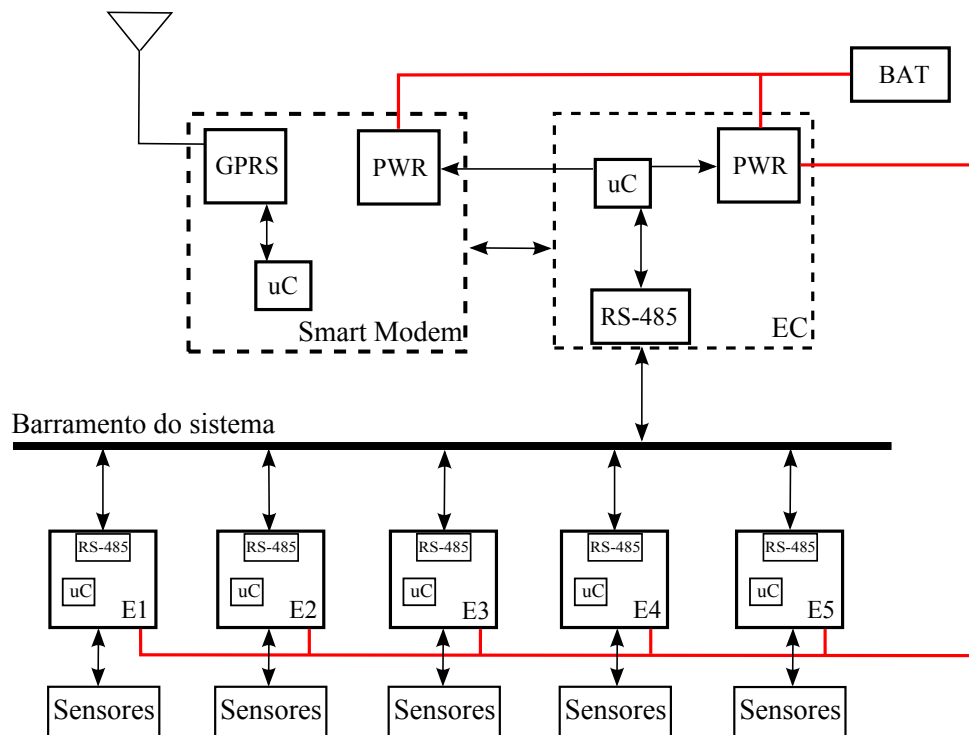 BAT
GPRS
PWR
uC
PWR
uC
RS-485
Smart Modem
EC
Barramento do sistema
RS-485
uC
E1
RS-485
uC
E2
RS-485
uC
E3
RS-485
uC
E4
RS-485
uC
E5
Sensores
Sensores
Sensores
Sensores
Sensores